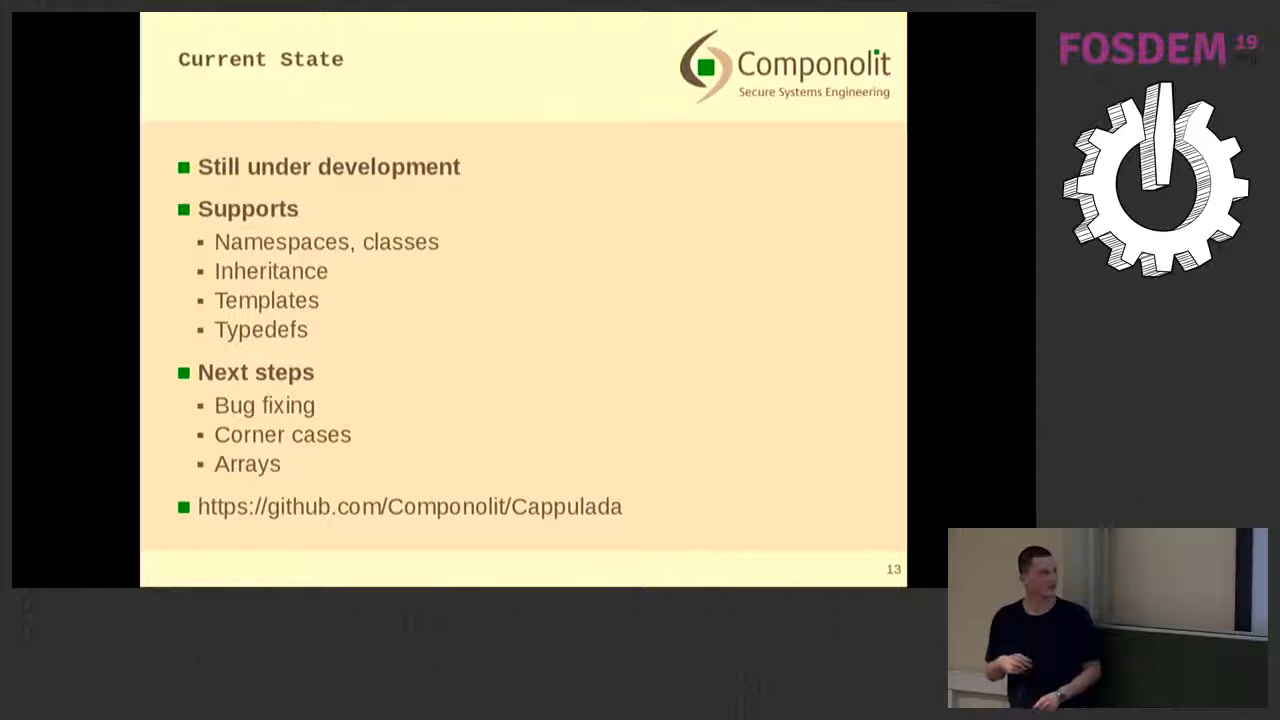 Current State
Componolit
Secure Systems Engineering
FOSDEM 19
Still under development
Supports
Namespaces, classes
Inheritance
Templates
Typedefs
Next steps
Bug fixing
Corner cases
Arrays
https://github.com/Componolit/Cappulada
13